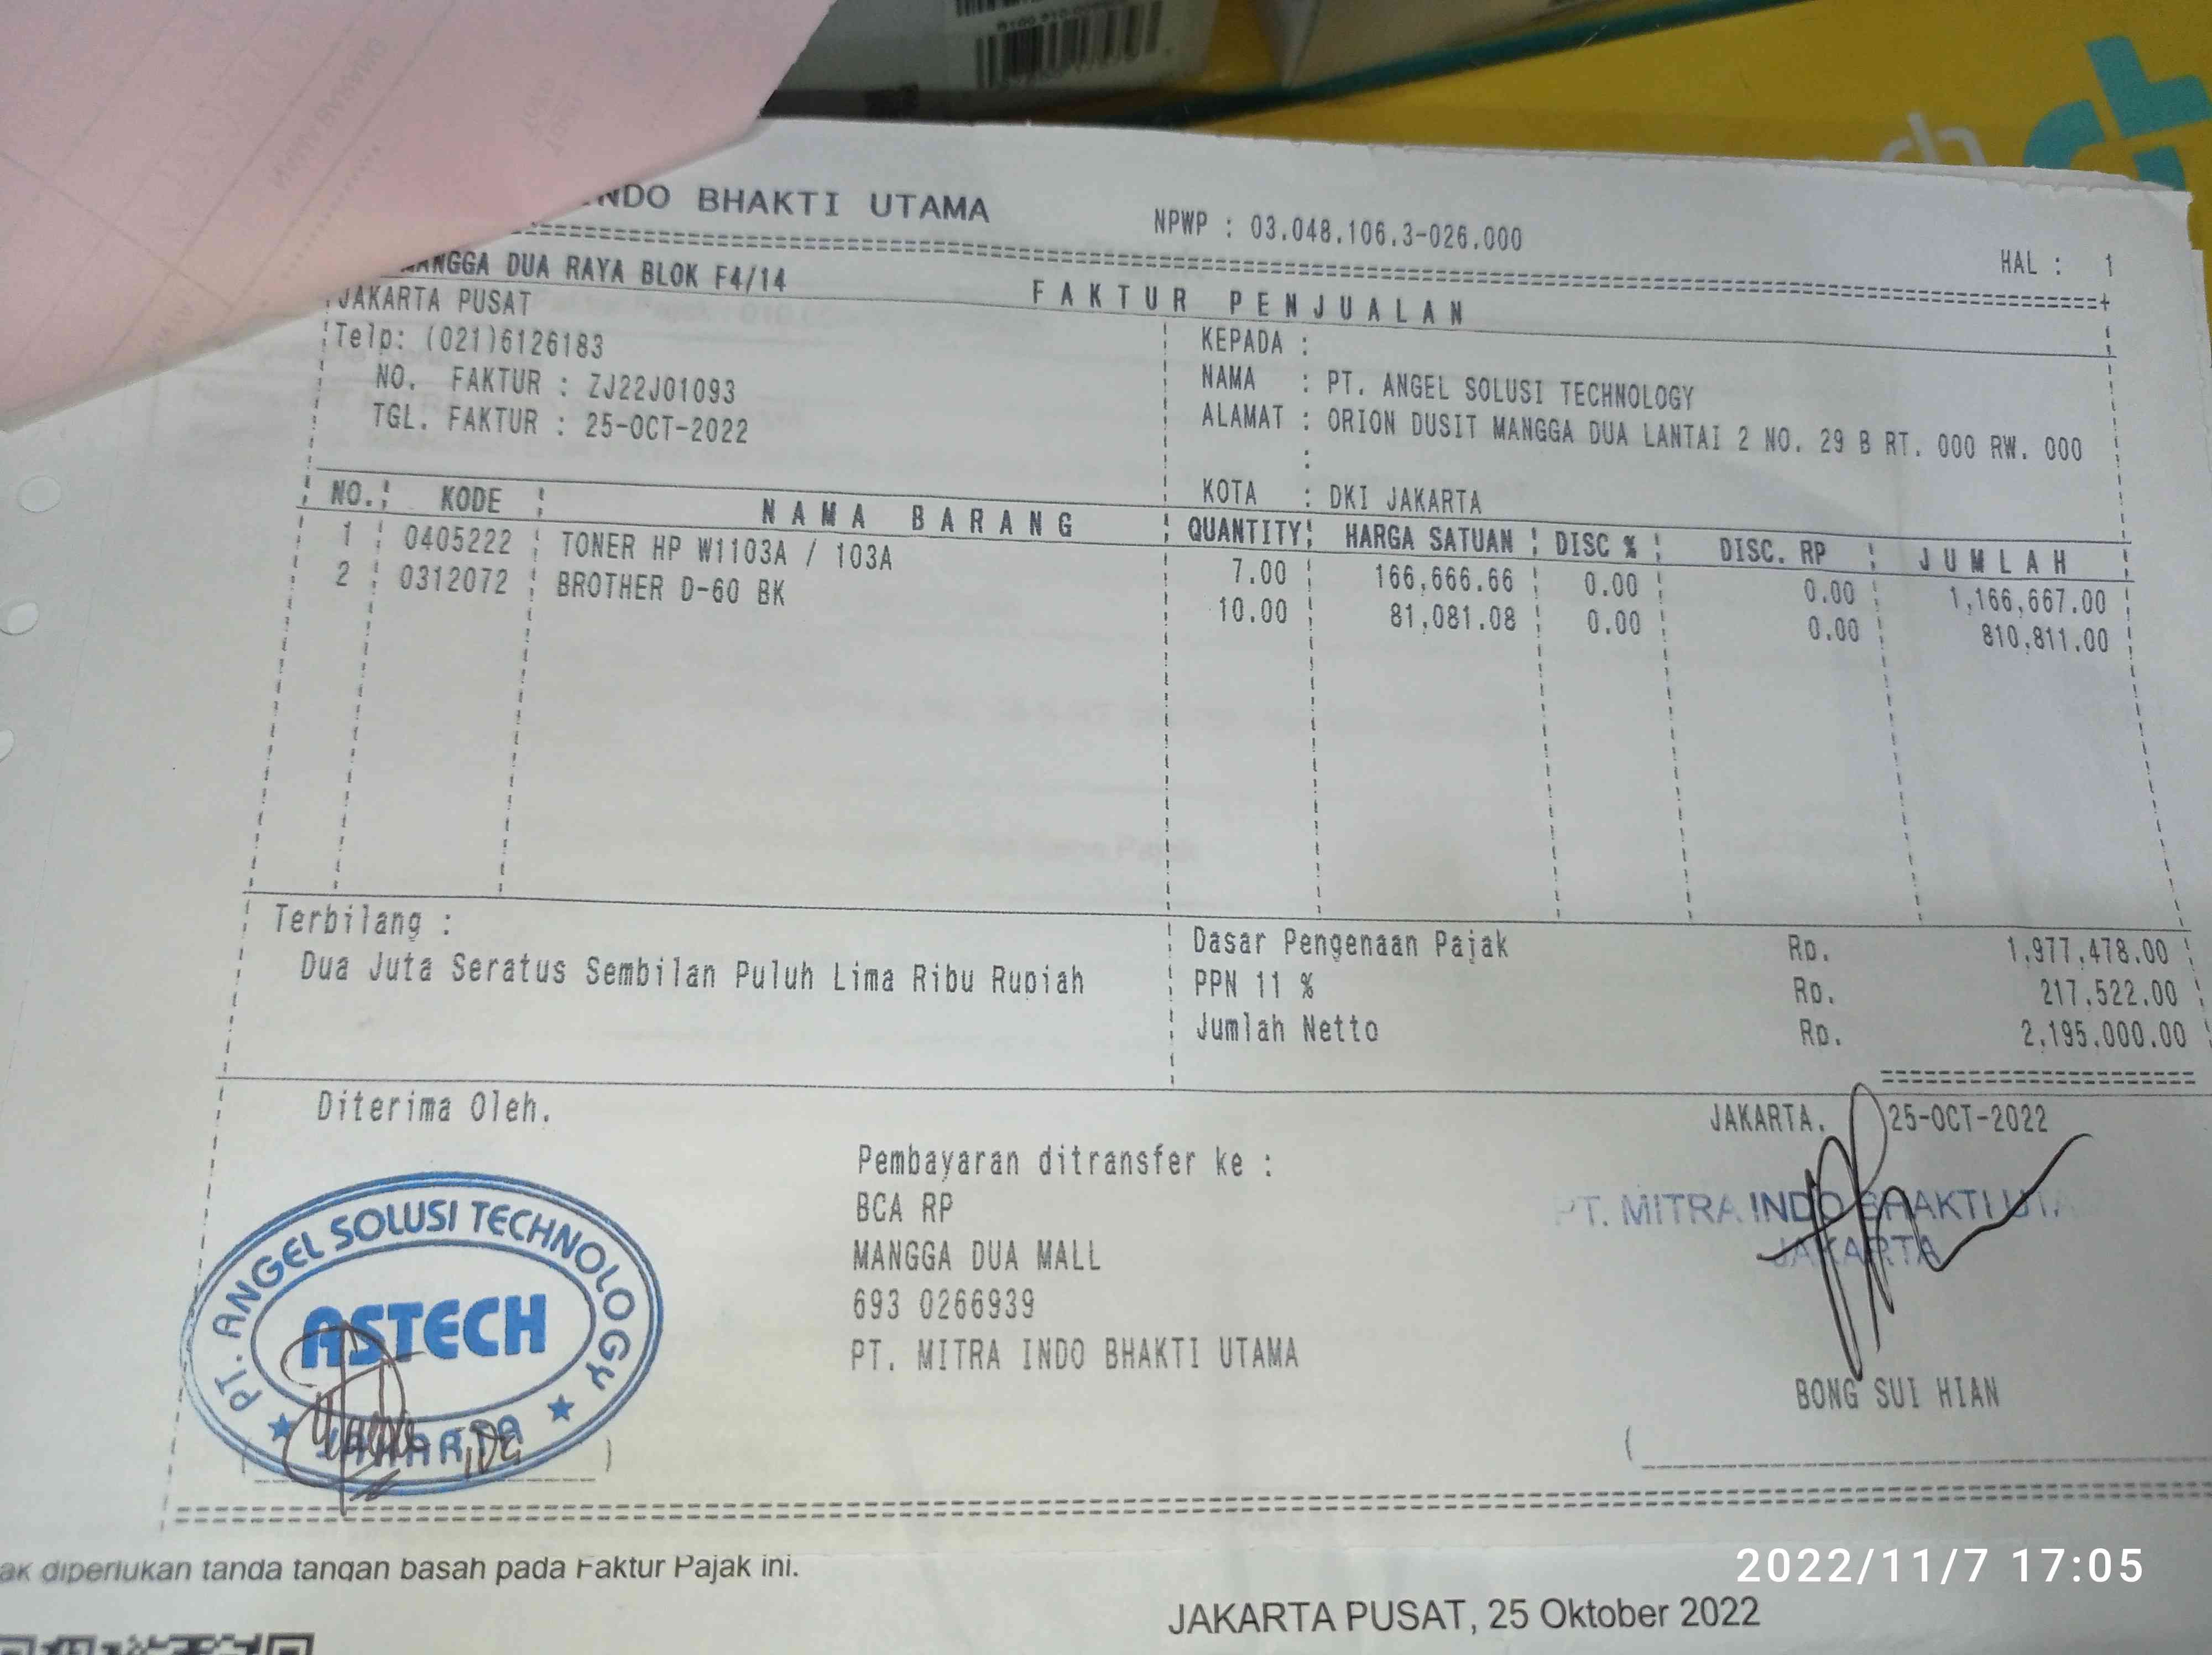 INDO BHAKTI UTAMA
NPWP : 03.048.106.3-026.000
HAL : 1
MANGGA DUA RAYA BLOK F4/14
FAKTUR PENJUALAN
JAKARTA PUSAT
Telp: (021)6126183
NO. FAKTUR : ZJ22J01093
TGL. FAKTUR : 25-OCT-2022
KEPADA :
NAMA : PT. ANGEL SOLUSI TECHNOLOGY
ALAMAT : ORION DUSIT MANGGA DUA LANTAI 2 NO. 29 B RT. 000 RW. 000
:
KOTA : DKI JAKARTA
NO. KODE NAMA BARANG QUANTITY HARGA SATUAN DISC % DISC. RP JUMLAH
1 0405222 TONER HP W1103A / 103A 7.00 166,666.66 0.00 0.00 1,166,667.00
2 0312072 BROTHER D-60 BK 10.00 81,081.08 0.00 0.00 810,811.00
Terbilang :
Dua Juta Seratus Sembilan Puluh Lima Ribu Rupiah
Dasar Pengenaan Pajak Rp. 1,977,478.00
PPN 11 % Rp. 217,522.00
Jumlah Netto Rp. 2,195,000.00
Diterima Oleh.
PT. ANGEL SOLUSI TECHNOLOGY
ASTECH
JAKARTA
Pembayaran ditransfer ke :
BCA RP
MANGGA DUA MALL
693 0266939
PT. MITRA INDO BHAKTI UTAMA
JAKARTA. 25-OCT-2022
PT. MITRA INDO BHAKTI UTA
JAKARTA
BONG SUI HIAN
diperlukan tanda tangan basah pada Faktur Pajak ini.
2022/11/7 17:05
JAKARTA PUSAT, 25 Oktober 2022